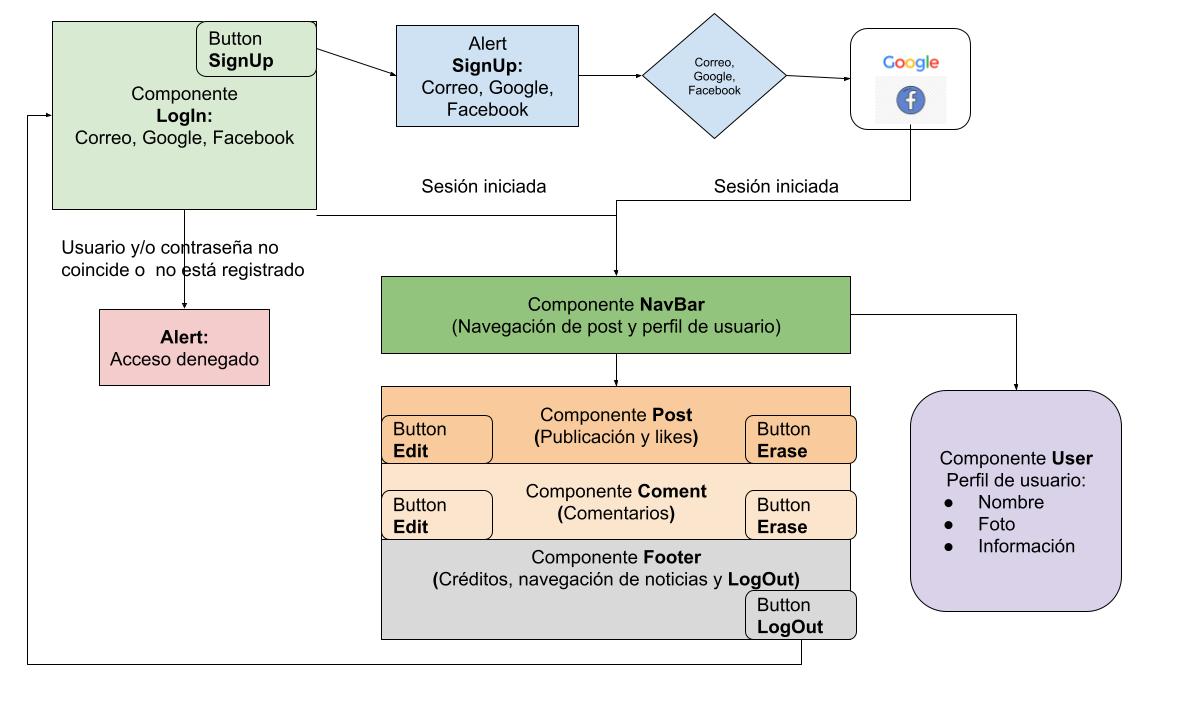 Button
SignUp
Componente
LogIn:
Correo, Google, Facebook
Alert
SignUp:
Correo, Google,
Facebook
Correo,
Google,
Facebook
Google
f
Sesión iniciada
Sesión iniciada
Usuario y/o contraseña no
coincide o  no está registrado
Alert:
Acceso denegado
Componente NavBar
(Navegación de post y perfil de usuario)
Componente Post
(Publicación y likes)
Button
Edit
Button
Erase
Componente Coment
(Comentarios)
Button
Edit
Button
Erase
Componente Footer
(Créditos, navegación de noticias y LogOut)
Button
LogOut
Componente User
Perfil de usuario:
● Nombre
● Foto
● Información